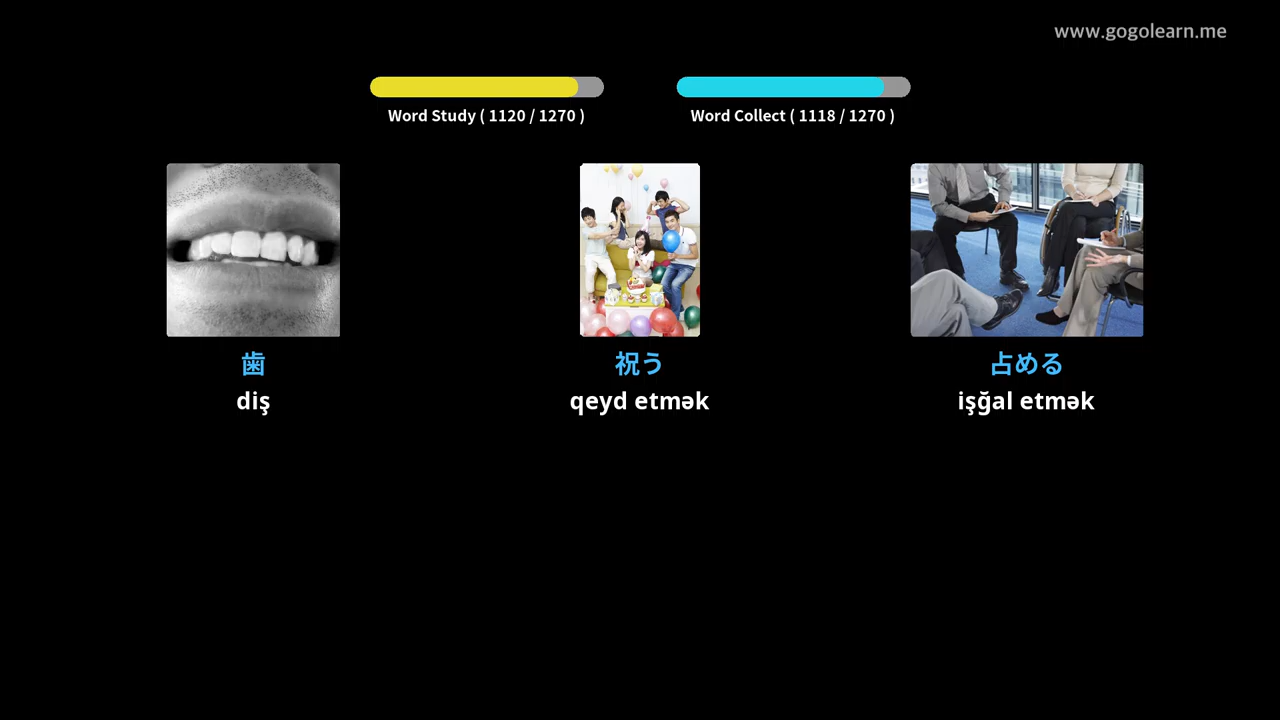 www.gogolearn.me
Word Study ( 1120 / 1270 )
Word Collect ( 1118 / 1270 )
歯
diş
祝う
qeyd etmək
占める
işğal etmək